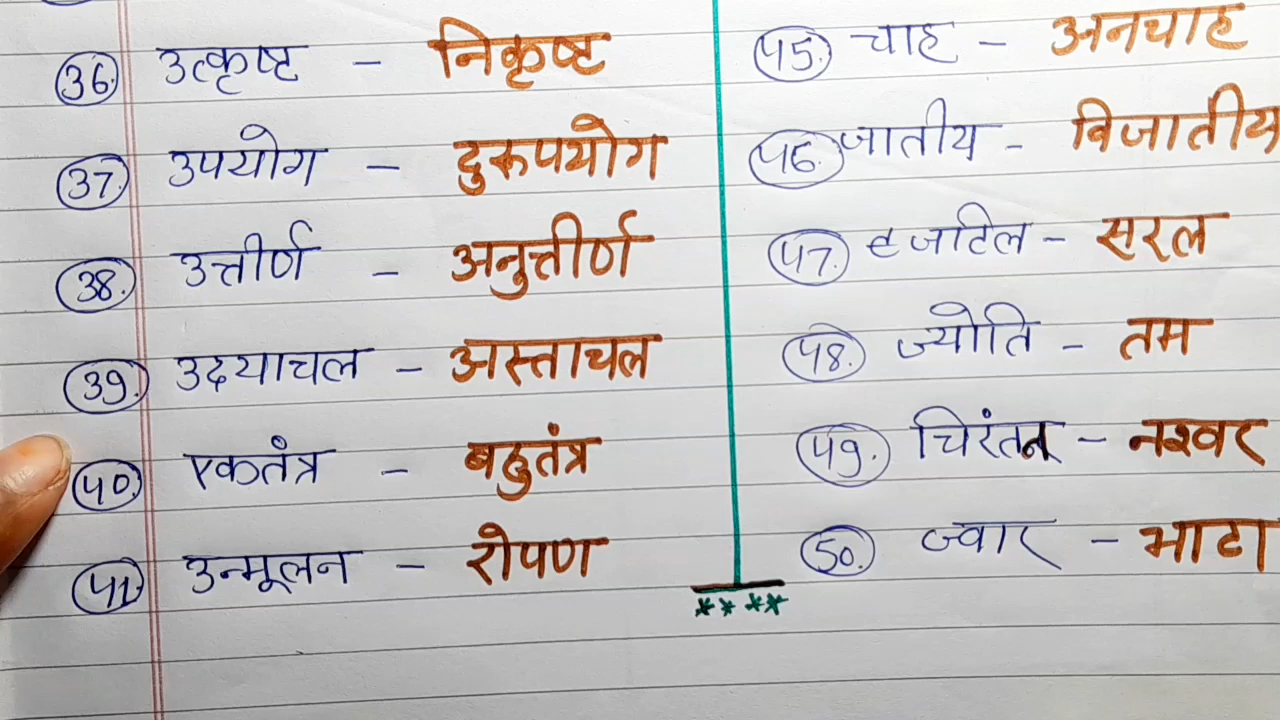 36. उत्कृष्ट - निकृष्ट
37. उपयोग - दुरुपयोग
38. उत्तीर्ण - अनुत्तीर्ण
39. उदयाचल - अस्ताचल
40. एकतंत्र - बहुतंत्र
41. उन्मूलन - रोपण
45. चाह - अनचाह
46. जातीय - विजातीय
47. जटिल - सरल
48. ज्योति - तम
49. चिरंतन - नश्वर
50. ज्वार - भाटा